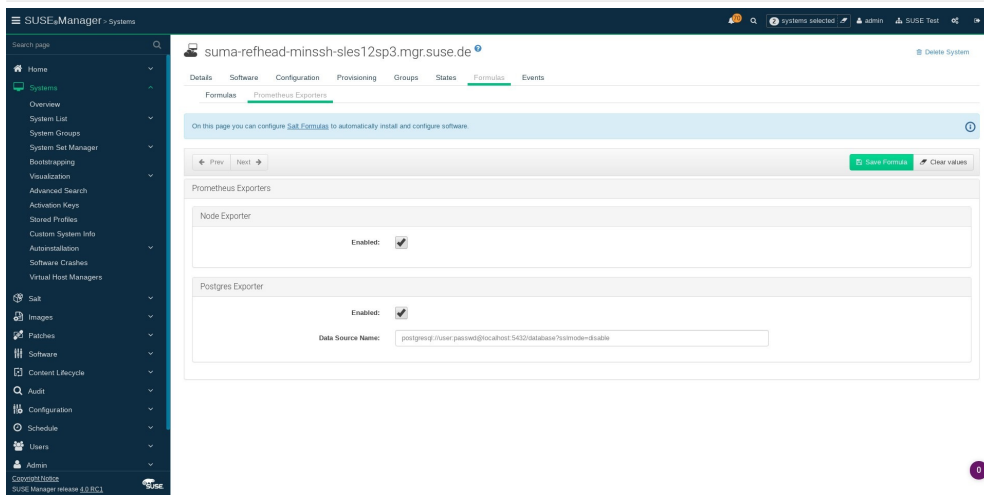 SUSE®Manager > Systems
20
2 systems selected
admin
SUSE Test
Search page
Home
Systems
Overview
System List
System Groups
System Set Manager
Bootstrapping
Visualization
Advanced Search
Activation Keys
Stored Profiles
Custom System Info
Autoinstallation
Software Crashes
Virtual Host Managers
Salt
Images
Patches
Software
Content Lifecycle
Audit
Configuration
Schedule
Users
Admin
Copyright Notice
SUSE Manager release 4.0 RC1
SUSE
suma-refhead-minssh-sles12sp3.mgr.suse.de ?
Delete System
Details Software Configuration Provisioning Groups States Formulas Events
Formulas Prometheus Exporters
On this page you can configure Salt Formulas to automatically install and configure software.
Prev Next
Save Formula Clear values
Prometheus Exporters
Node Exporter
Enabled:
Postgres Exporter
Enabled:
Data Source Name: postgresql://user:passwd@localhost:5432/database?sslmode=disable
0